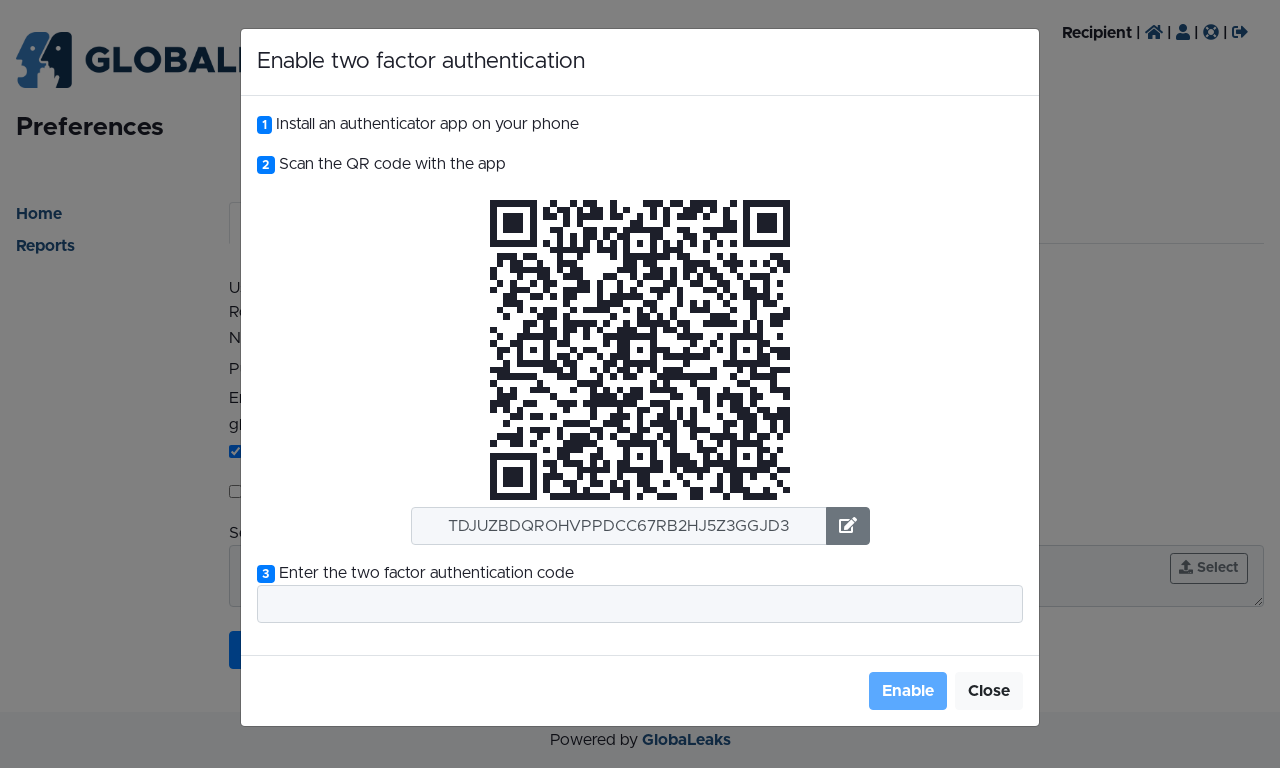 Recipient | | | |
GLOBAL
Enable two factor authentication
Preferences
1 Install an authenticator app on your phone
2 Scan the QR code with the app
Home
Reports
TDJUZBDQROHVPPDCC67RB2HJ5Z3GGJD3
3 Enter the two factor authentication code
Select
Enable Close
Powered by GlobaLeaks